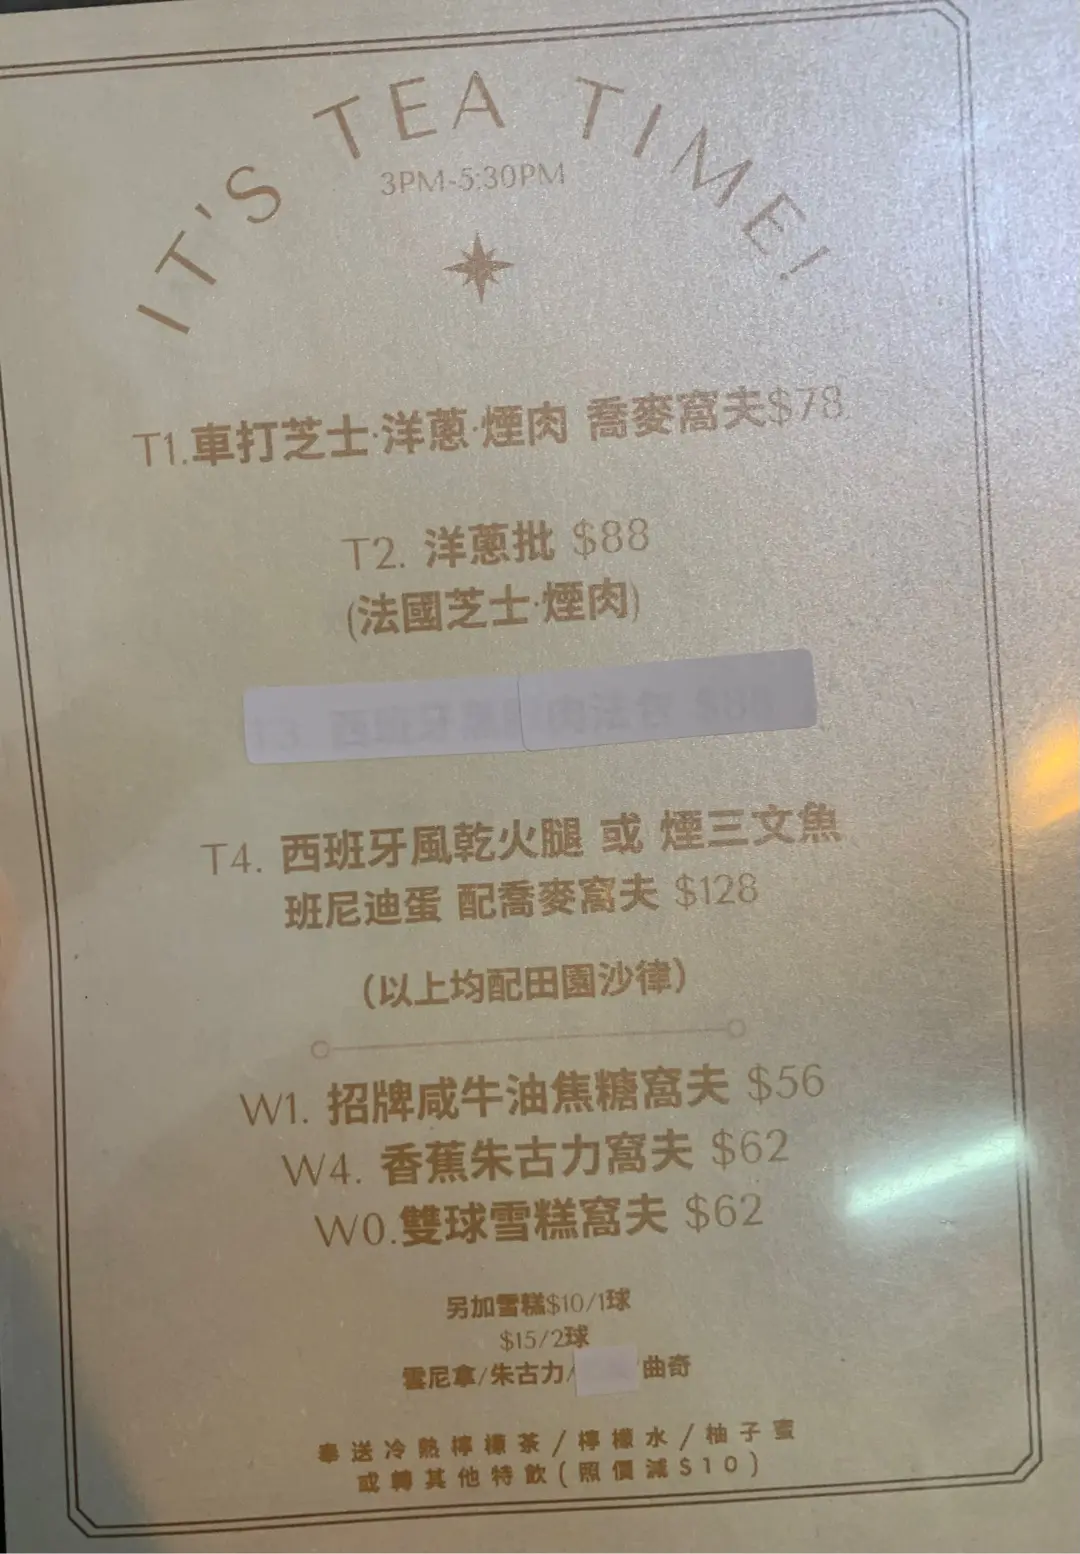 IT'S TEA TIME!
3PM-5:30PM
T1.車打芝士·洋蔥·煙肉 喬麥窩夫$78
T2. 洋蔥批 $88
(法國芝士·煙肉)
T4. 西班牙風乾火腿 或 煙三文魚
班尼迪蛋 配喬麥窩夫 $128
(以上均配田園沙律)
W1. 招牌咸牛油焦糖窩夫 $56
W4. 香蕉朱古力窩夫 $62
W0.雙球雪糕窩夫 $62
另加雪糕$10/1球
$15/2球
雲尼拿/朱古力/ 曲奇
奉送冷熱檸檬茶/檸檬水/柚子蜜
或轉其他特飲(照價減$10)